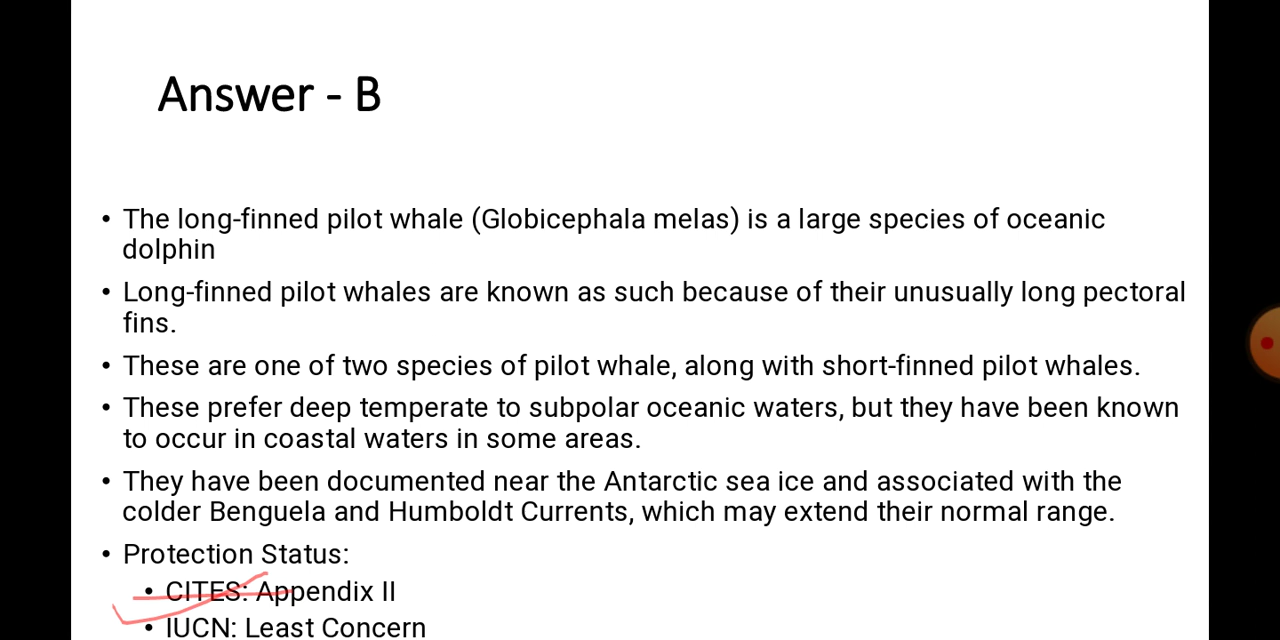 Answer - B
• The long-finned pilot whale (Globicephala melas) is a large species of oceanic
dolphin
• Long-finned pilot whales are known as such because of their unusually long pectoral
fins.
• These are one of two species of pilot whale, along with short-finned pilot whales.
• These prefer deep temperate to subpolar oceanic waters, but they have been known
to occur in coastal waters in some areas.
• They have been documented near the Antarctic sea ice and associated with the
colder Benguela and Humboldt Currents, which may extend their normal range.
• Protection Status:
• CITES: Appendix II
• IUCN: Least Concern